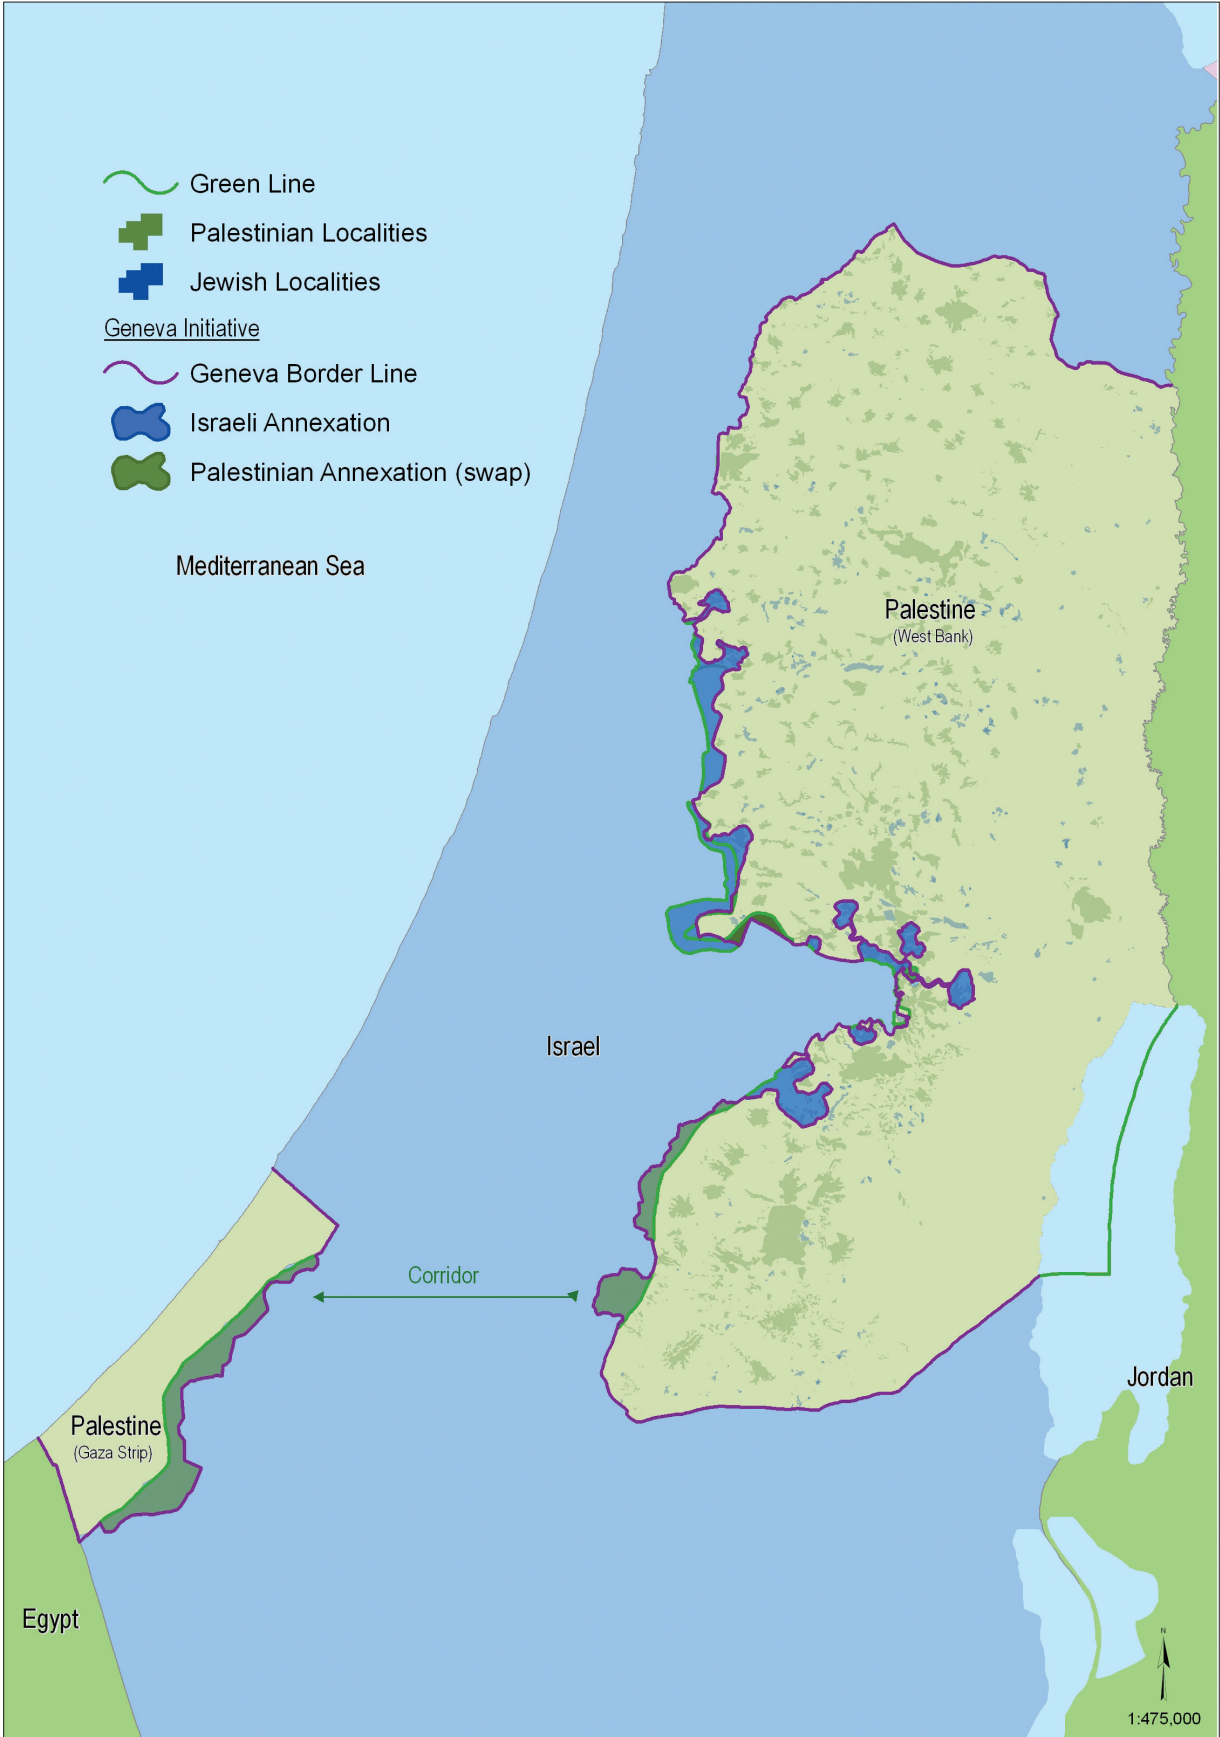 Green Line
Palestinian Localities
Jewish Localities
Geneva Initiative
Geneva Border Line
Israeli Annexation
Palestinian Annexation (swap)
Mediterranean Sea
Palestine
(West Bank)
Israel
Corridor
Jordan
Palestine
(Gaza Strip)
Egypt
N
1:475,000